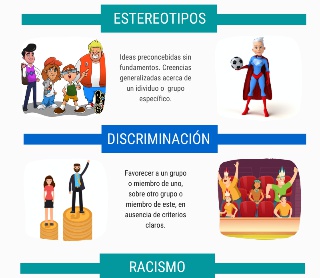 ESTEREOTIPOS
Ideas preconcebidas sin
fundamentos. Creencias
generalizadas acerca de
un idividuo o grupo
específico.
DISCRIMINACIÓN
Favorecer a un grupo
o miembro de uno,
sobre otro grupo o
miembro de este, en
ausencia de criterios
claros.
RACISMO